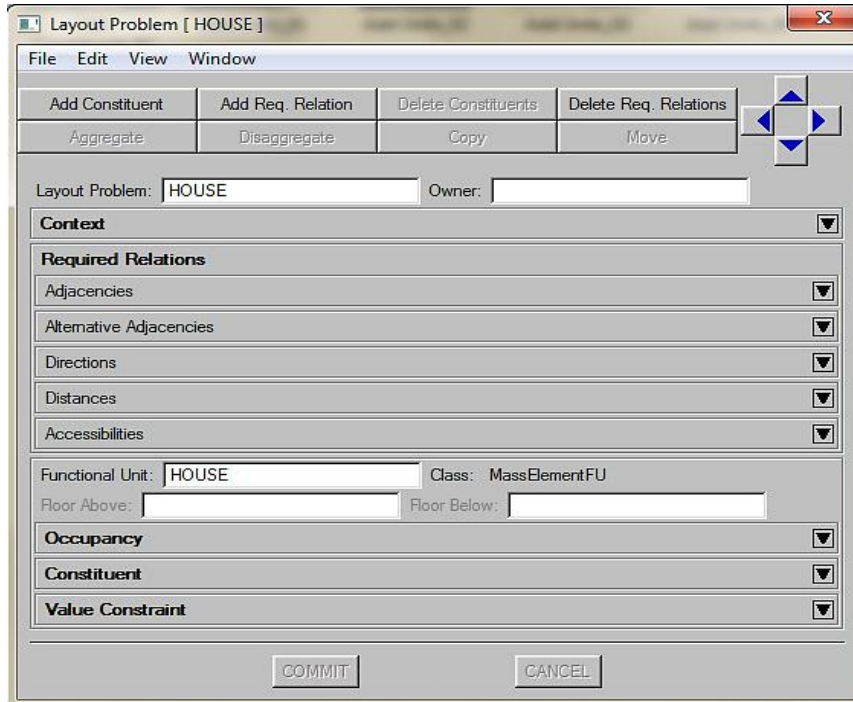 Layout Problem [ HOUSE ]
File Edit View Window
Add Constituent Add Req. Relation Delete Constituents Delete Req. Relations
Aggregate Disaggregate Copy Move
Layout Problem: HOUSE Owner:
Context
Required Relations
Adjacencies
Alternative Adjacencies
Directions
Distances
Accessibilities
Functional Unit: HOUSE Class: MassElementFU
Floor Above: Floor Below:
Occupancy
Constituent
Value Constraint
COMMIT CANCEL